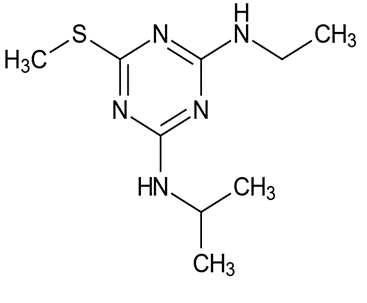 H
S N N
H₃C CH₃
N N
HN CH₃
CH₃